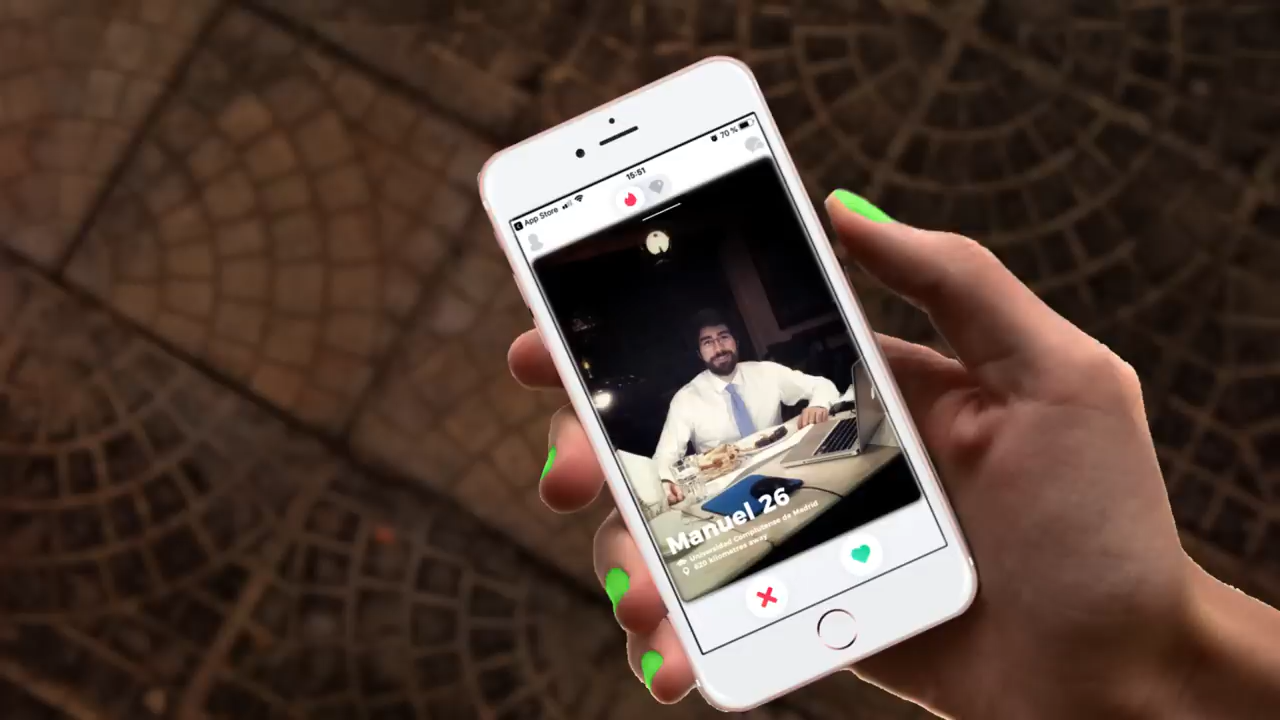 App Store
15:51
70 %
Manuel 26
Universidad Complutense de Madrid
620 kilometres away